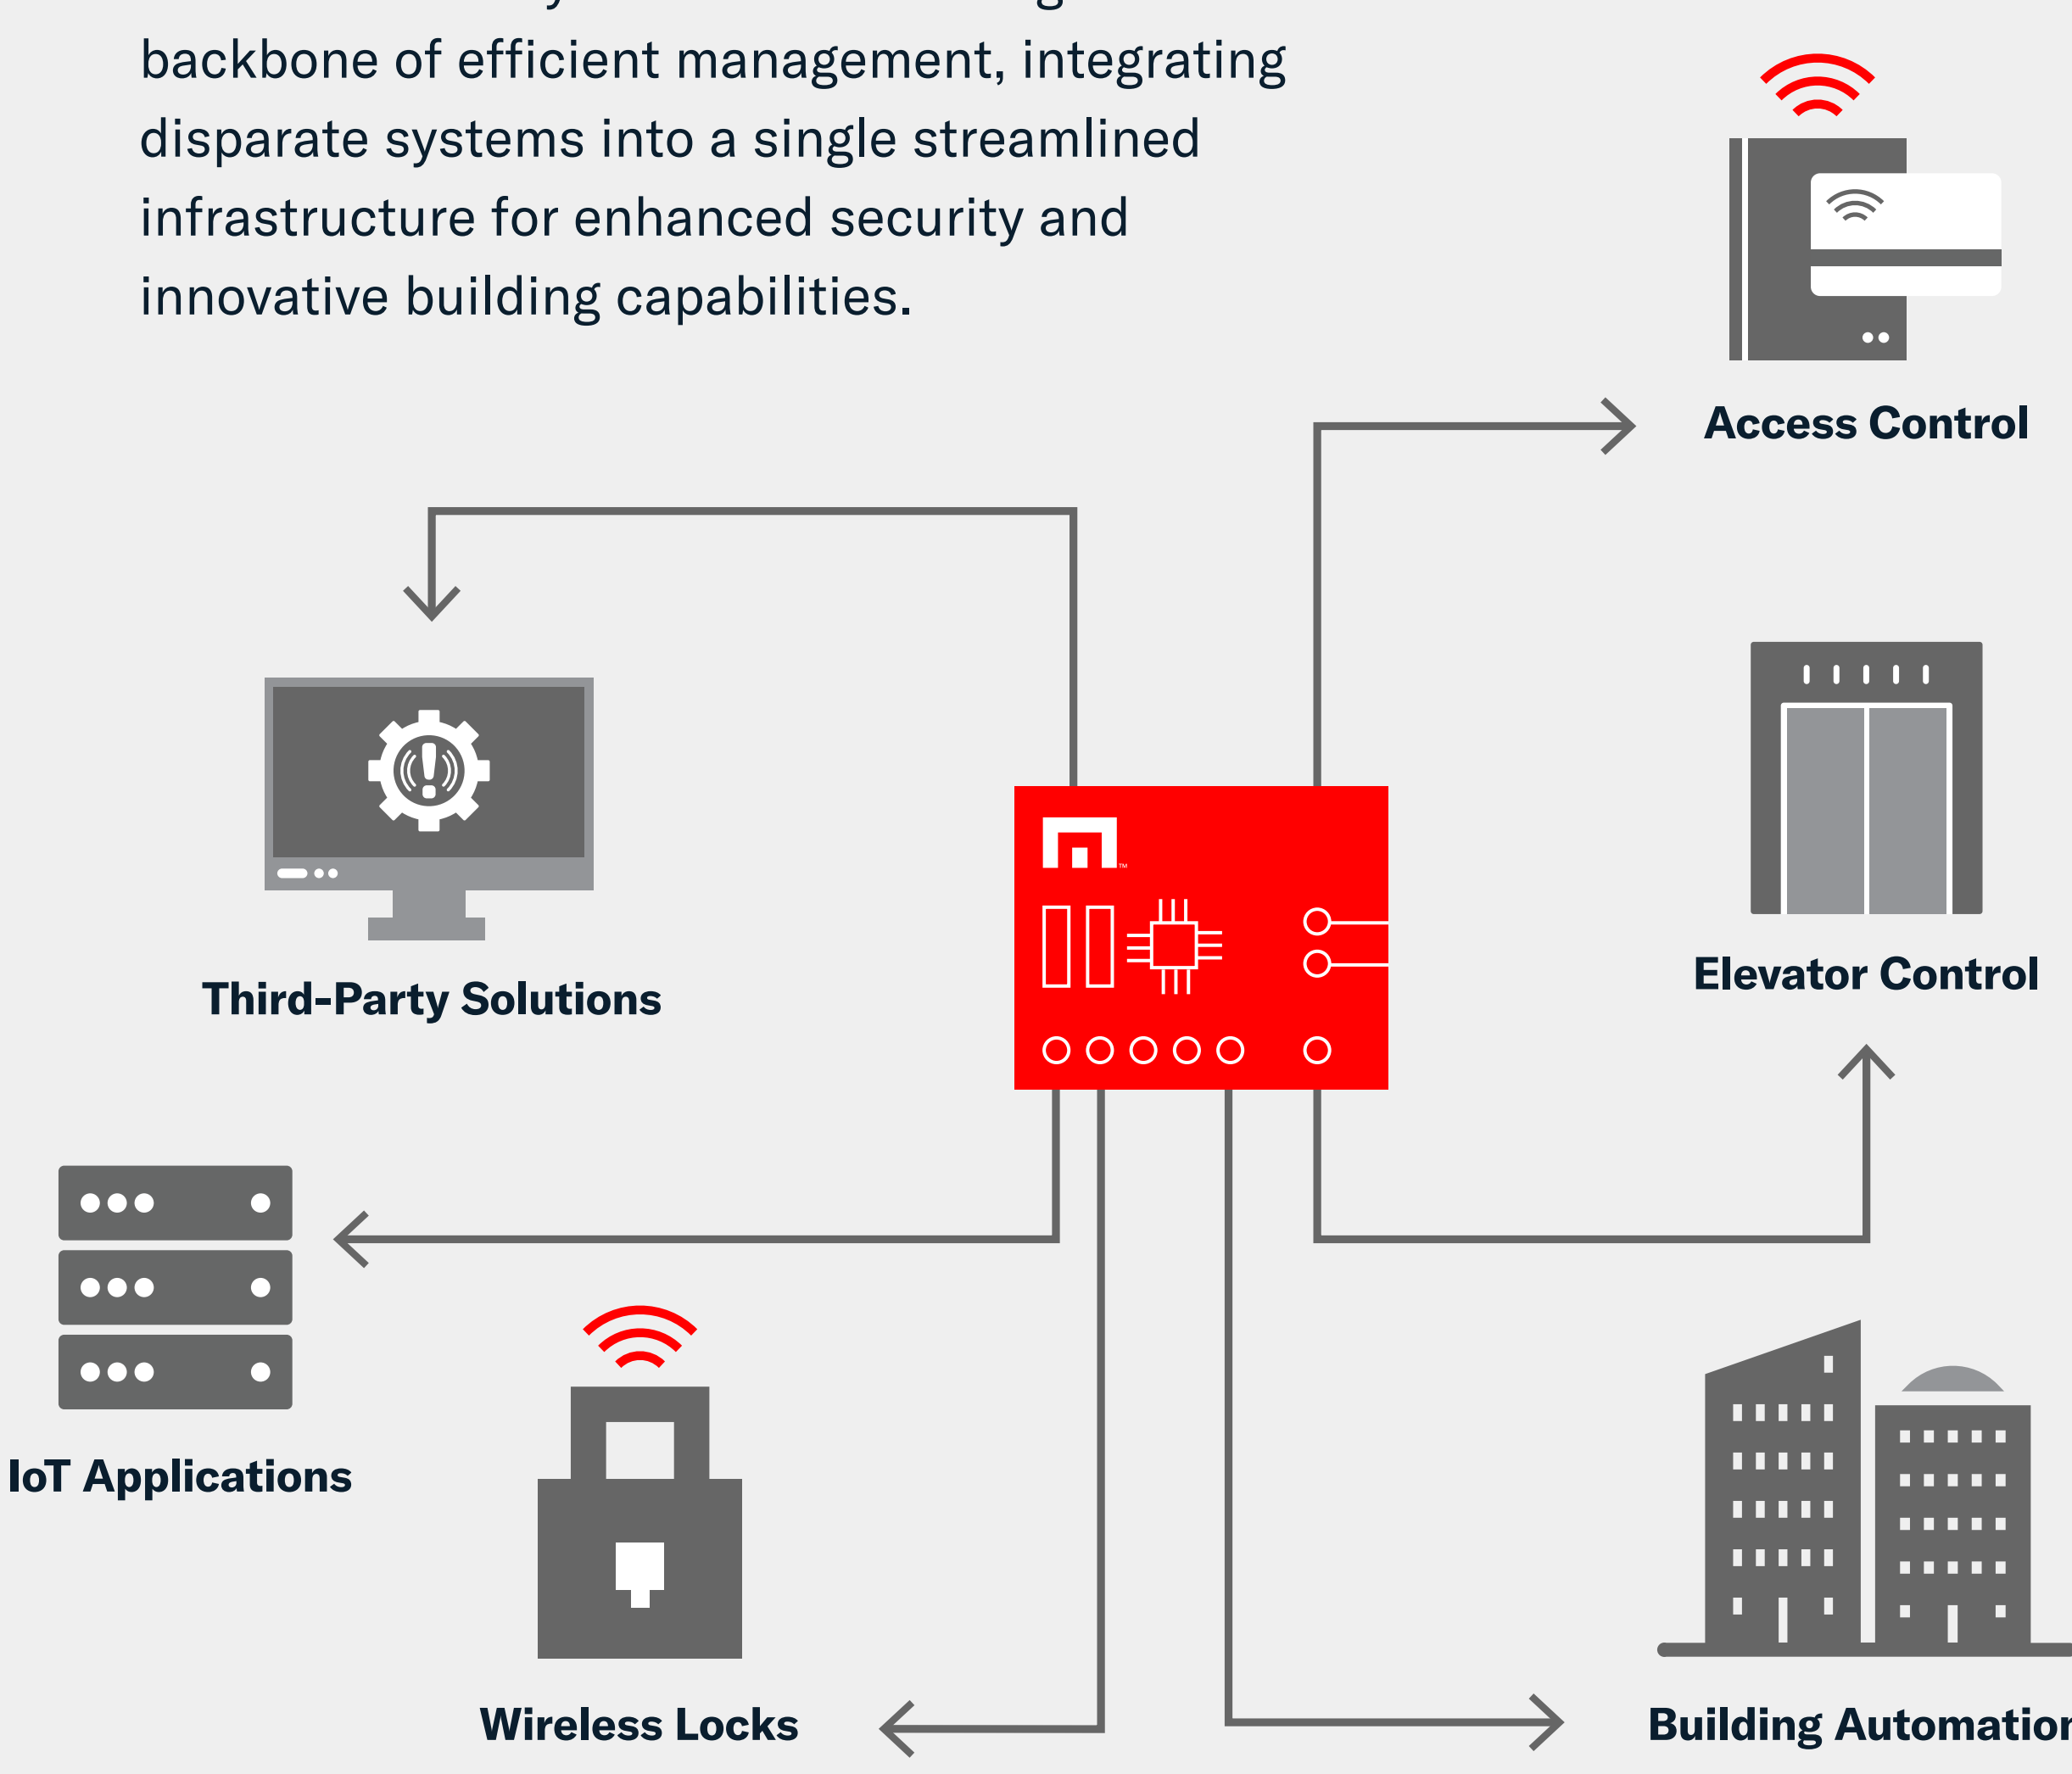 backbone of efficient management, integrating
disparate systems into a single streamlined
infrastructure for enhanced security and
innovative building capabilities.
Access Control
Third-Party Solutions
Elevator Control
TM
IoT Applications
Wireless Locks
Building Automation